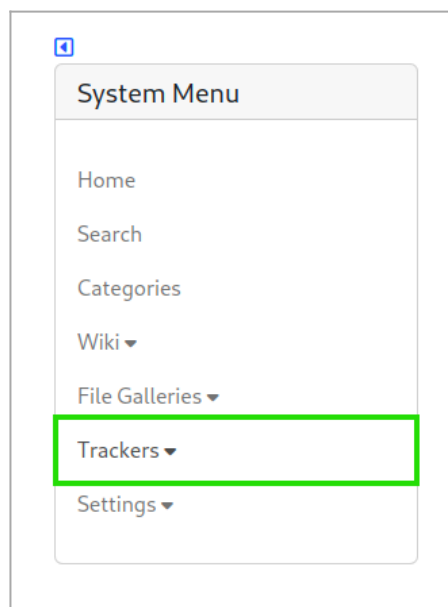 System Menu
Home
Search
Categories
Wiki
File Galleries
Trackers
Settings